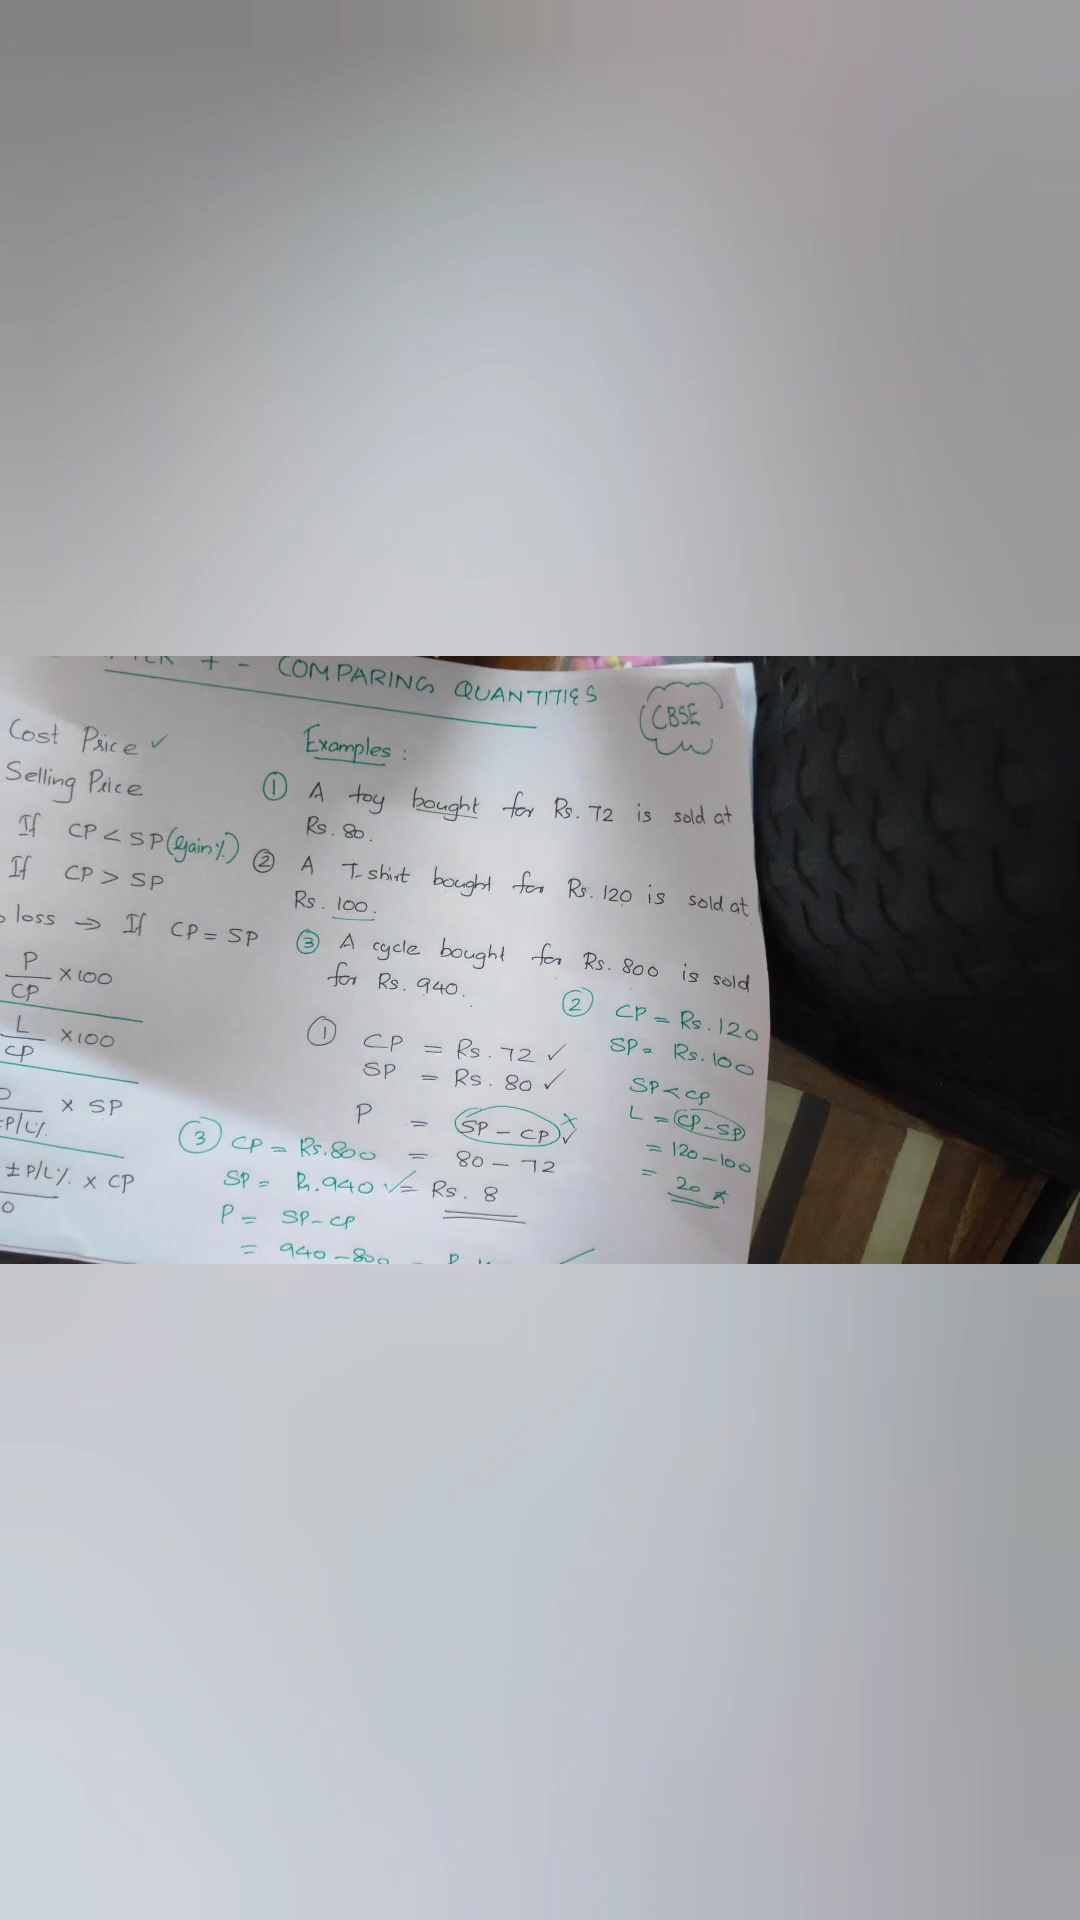 COMPARING QUANTITIES
CBSE
Cost Price ✓
Selling Price
If CP < SP (gain%)
If CP > SP
loss → If CP = SP
P/CP × 100
L/CP × 100
× SP
± P/L% × CP
Examples :
① A toy bought for Rs. 72 is sold at
Rs. 80.
② A T-shirt bought for Rs. 120 is sold at
Rs. 100.
③ A cycle bought for Rs. 800 is sold
for Rs. 940.
① CP = Rs. 72 ✓
SP = Rs. 80 ✓
P = SP - CP
= 80 - 72
= Rs. 8
② CP = Rs. 120
SP = Rs. 100
SP < CP
L = CP - SP
= 120 - 100
= 20
③ CP = Rs. 800
SP = Rs. 940 ✓
P = SP - CP
= 940 - 800